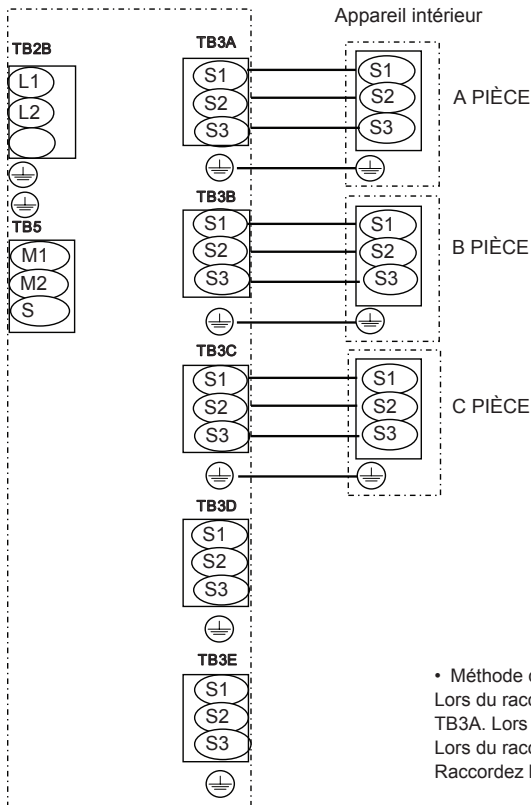 Appareil intérieur
TB2B
L1
L2
TB5
M1
M2
S
TB3A
S1
S2
S3
S1
S2
S3
A PIÈCE
TB3B
S1
S2
S3
S1
S2
S3
B PIÈCE
TB3C
S1
S2
S3
S1
S2
S3
C PIÈCE
TB3D
S1
S2
S3
TB3E
S1
S2
S3
• Méthode
Lors du
TB3A. Lors
Lors du
Raccordez